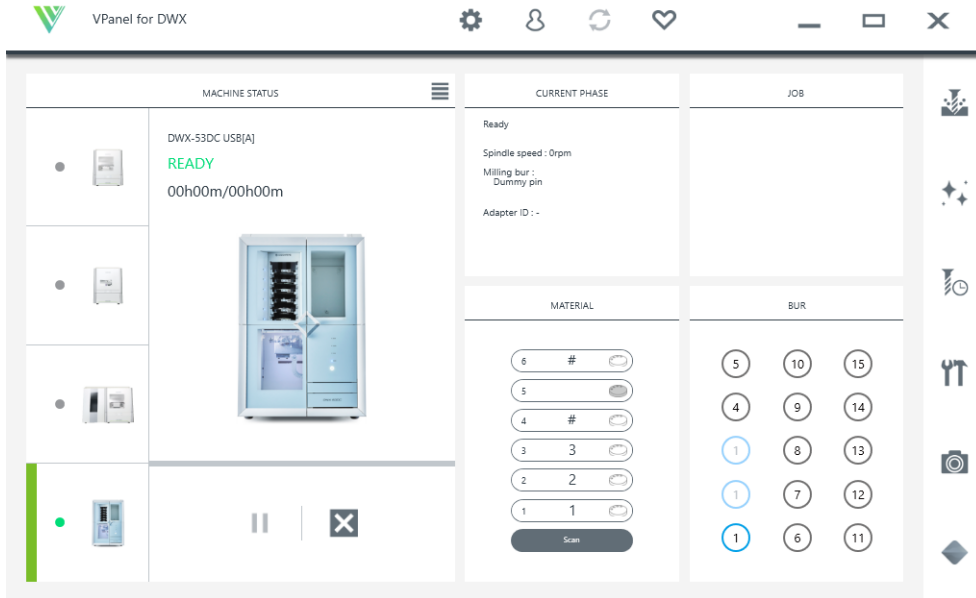 VPanel for DWX
MACHINE STATUS
DWX-53DC USB[A]
READY
00h00m/00h00m
CURRENT PHASE
Ready
Spindle speed : 0rpm
Milling bur :
Dummy pin
Adapter ID : -
JOB
MATERIAL
6 #
5
4 #
3 3
2 2
1 1
Scan
BUR
5 10 15
4 9 14
1 8 13
1 7 12
1 6 11